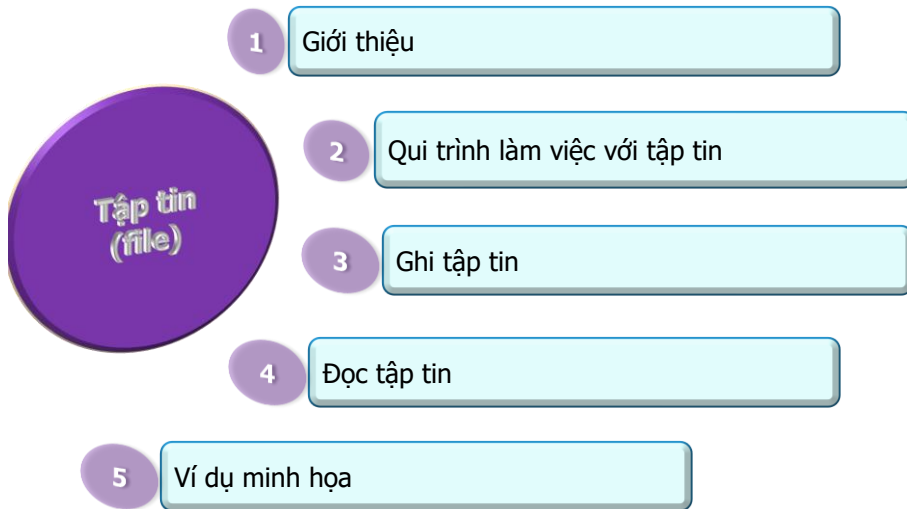 Tập tin
(file)
1
Giới thiệu
2
Qui trình làm việc với tập tin
3
Ghi tập tin
4
Đọc tập tin
5
Ví dụ minh họa